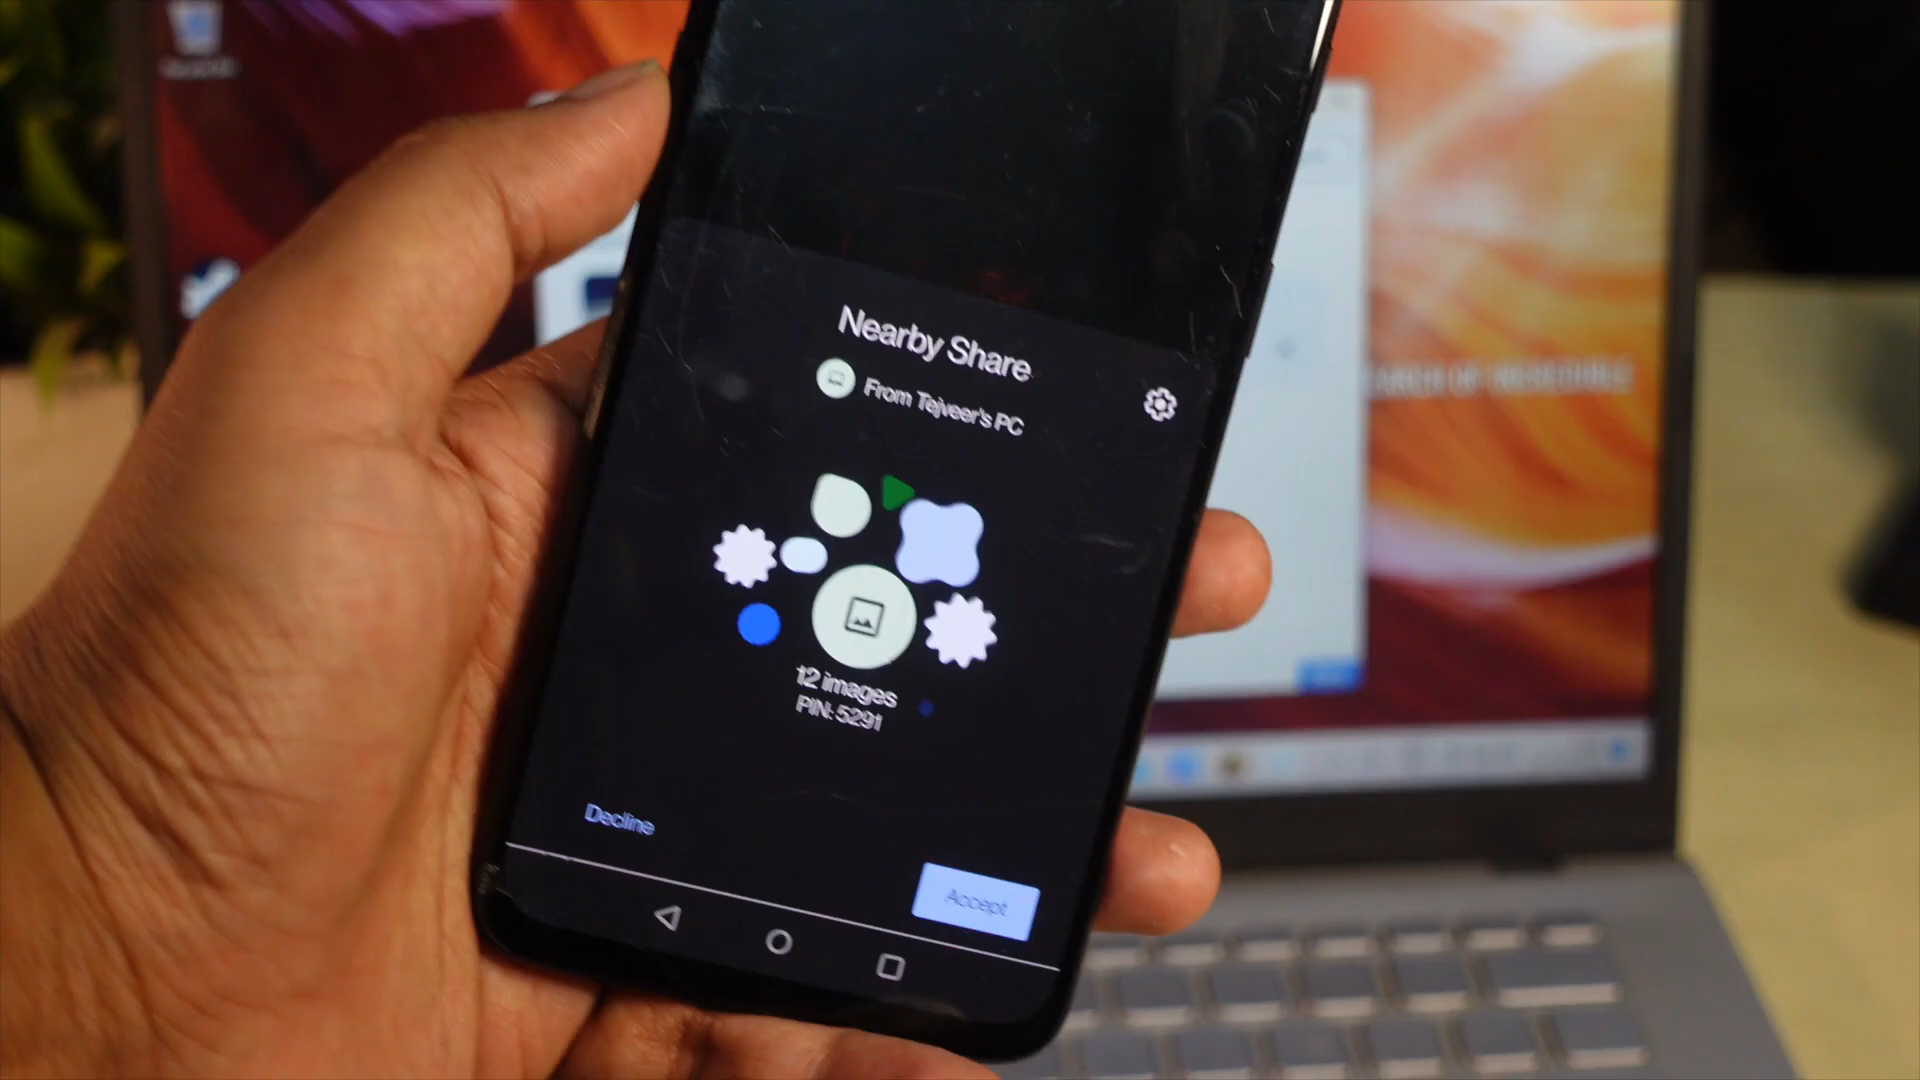 Nearby Share
From Tejveer's PC
12 images
PIN: 5291
Decline
Accept